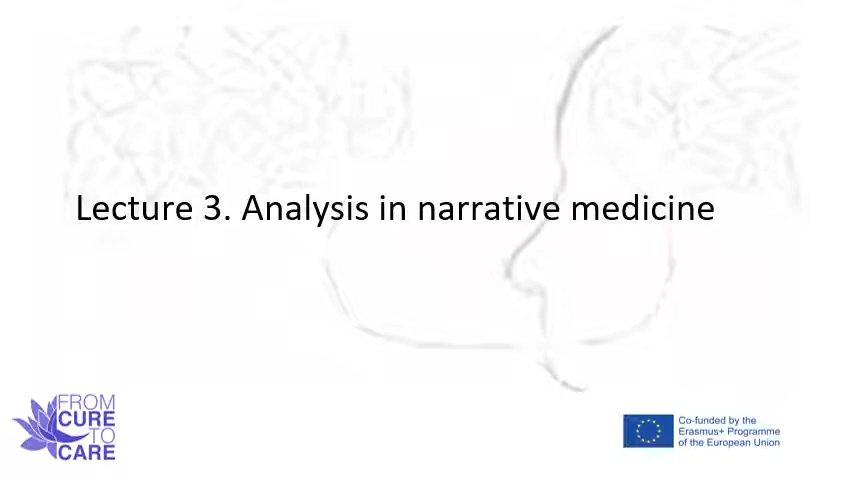 Lecture 3. Analysis in narrative medicine
FROM
CURE
TO
CARE
Co-funded by the
Erasmus+ Programme
of the European Union